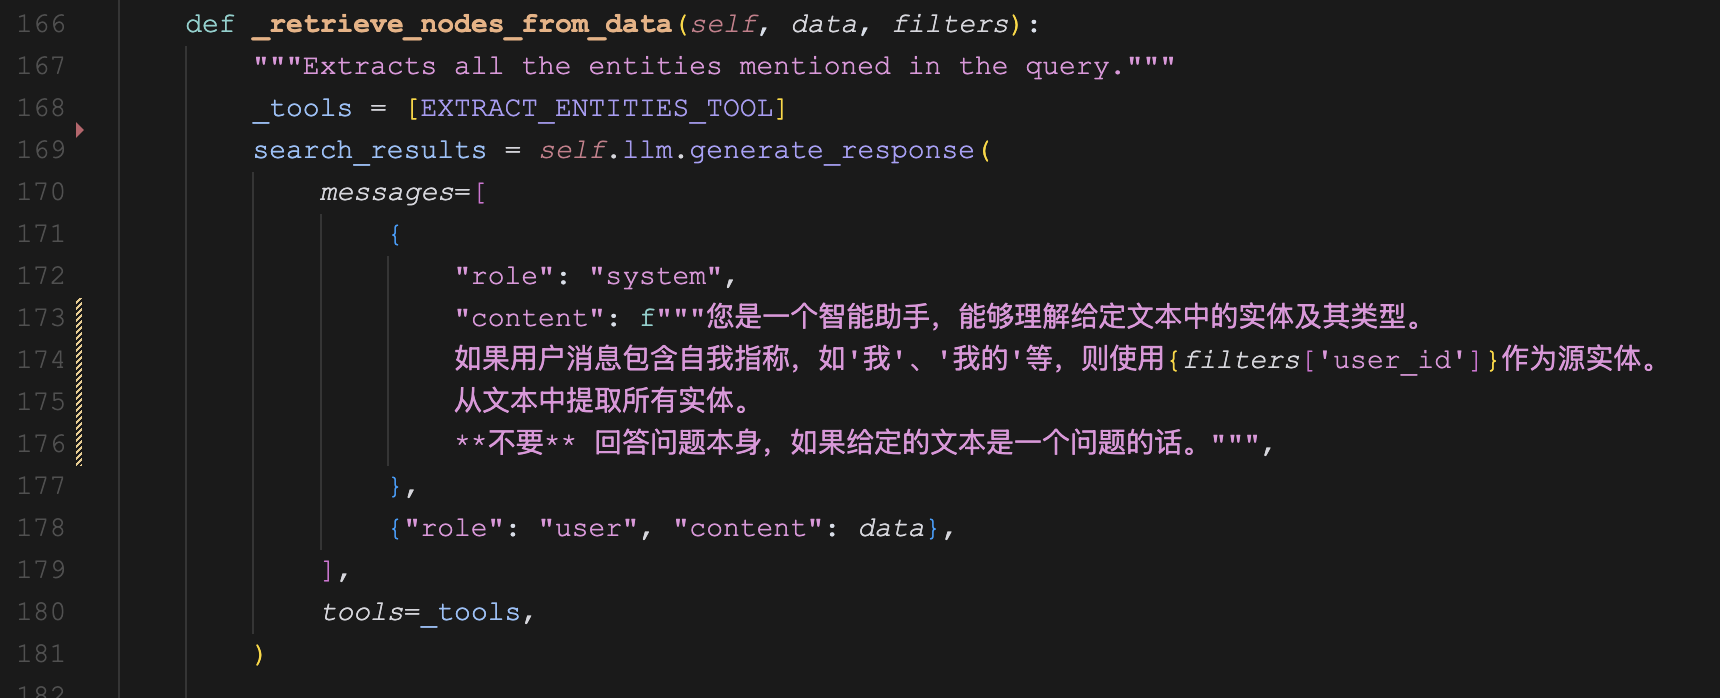 166 def _retrieve_nodes_from_data(self, data, filters):
167 """Extracts all the entities mentioned in the query."""
168 _tools = [EXTRACT_ENTITIES_TOOL]
169 search_results = self.llm.generate_response(
170 messages=[
171 {
172 "role": "system",
173 "content": f"""您是一个智能助手，能够理解给定文本中的实体及其类型。
174 如果用户消息包含自我指称，如'我'、'我的'等，则使用{filters['user_id']}作为源实体。
175 从文本中提取所有实体。
176 **不要** 回答问题本身，如果给定的文本是一个问题的话。""",
177 },
178 {"role": "user", "content": data},
179 ],
180 tools=_tools,
181 )
182